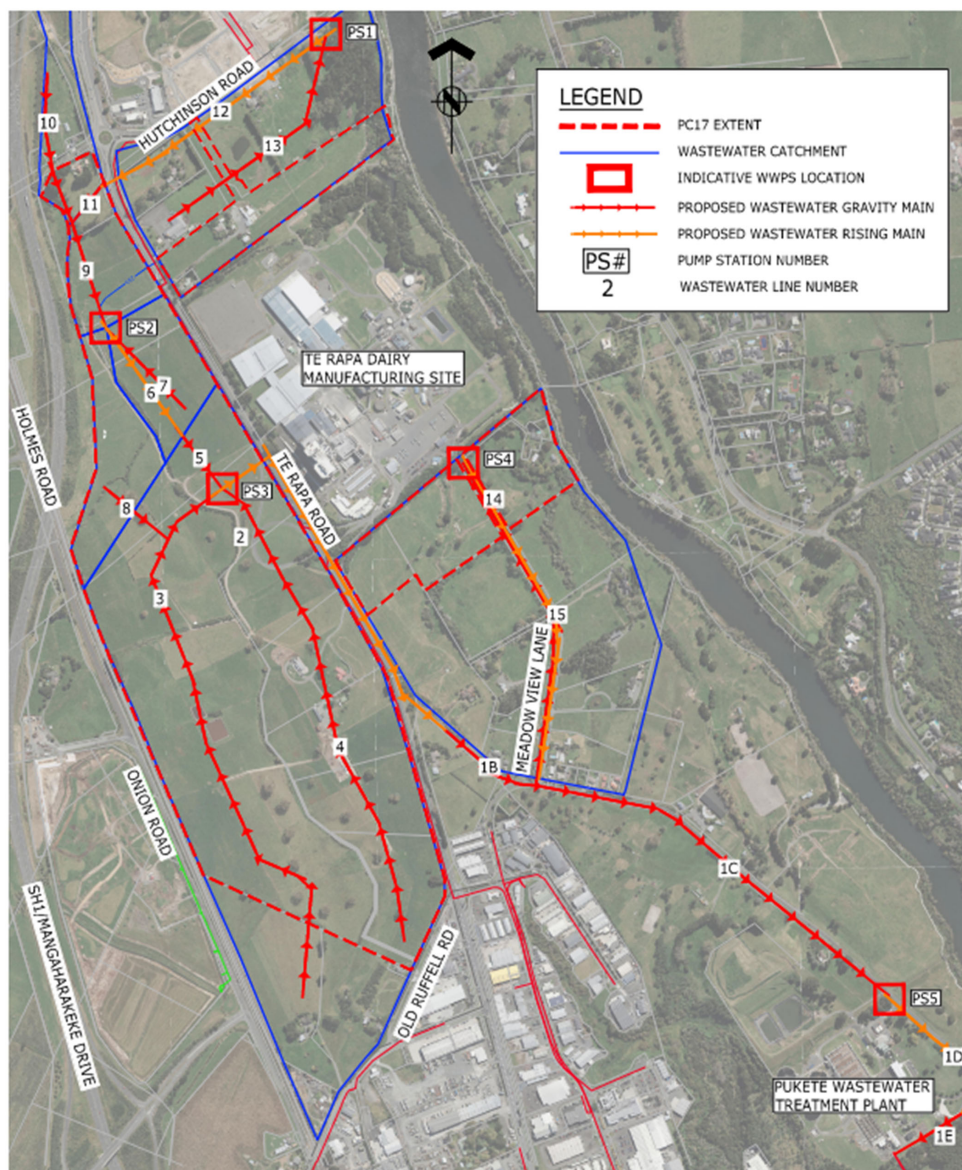 PS1
LEGEND
PC17 EXTENT
WASTEWATER CATCHMENT
INDICATIVE WWPS LOCATION
PROPOSED WASTEWATER GRAVITY MAIN
PROPOSED WASTEWATER RISING MAIN
PS# PUMP STATION NUMBER
2 WASTEWATER LINE NUMBER
HUTCHINSON ROAD
10
12
13
11
9
PS2
7
6
TE RAPA DAIRY
MANUFACTURING SITE
HOLMES ROAD
5
PS3
TE RAPA ROAD
PS4
14
8
2
3
15
MEADOW VIEW LANE
4
1B
ONION ROAD
1C
SH1/MANGAHARAKEKE DRIVE
OLD RUFFELL RD
PS5
1D
PUKETE WASTEWATER
TREATMENT PLANT
1E